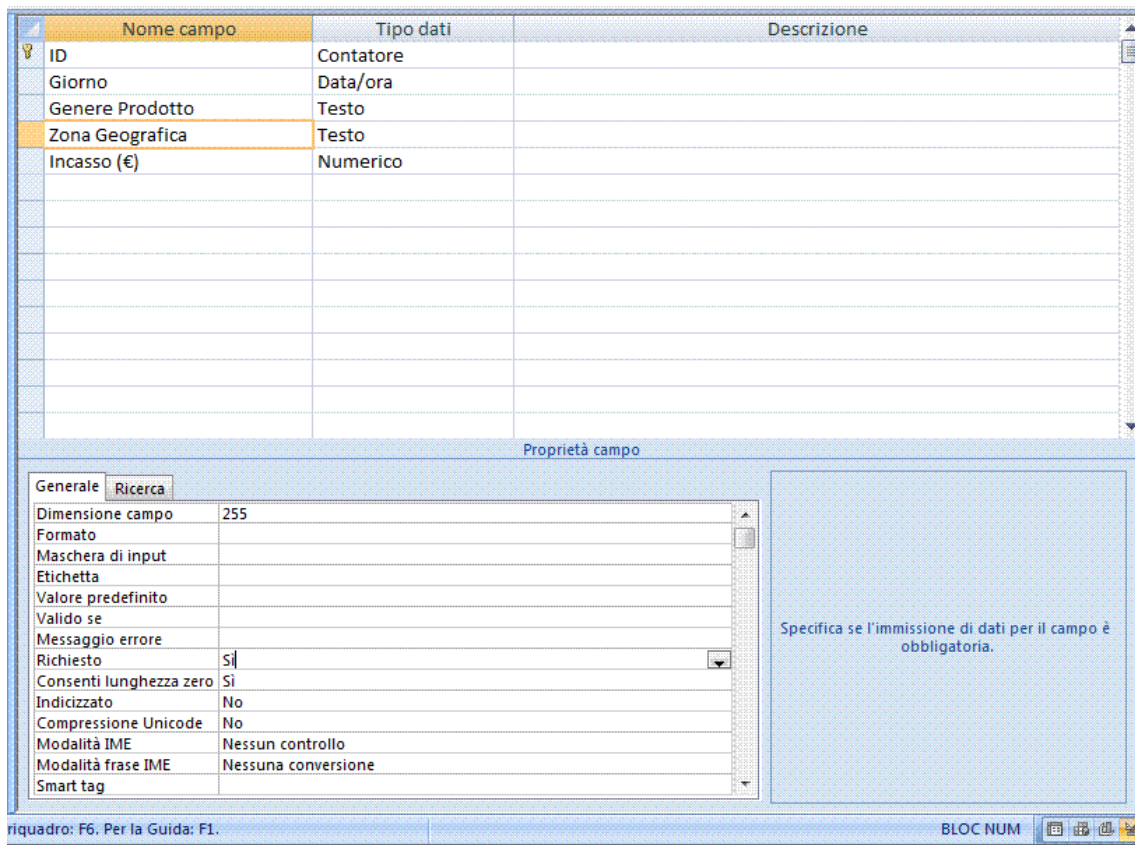 Nome campo Tipo dati Descrizione
ID Contatore
Giorno Data/ora
Genere Prodotto Testo
Zona Geografica Testo
Incasso (€) Numerico
Proprietà campo
Generale Ricerca
Dimensione campo 255
Formato
Maschera di input
Etichetta
Valore predefinito
Valido se
Messaggio errore
Richiesto Sì
Consenti lunghezza zero Sì
Indicizzato No
Compressione Unicode No
Modalità IME Nessun controllo
Modalità frase IME Nessuna conversione
Smart tag
Specifica se l'immissione di dati per il campo è
obbligatoria.
riquadro: F6. Per la Guida: F1. BLOC NUM